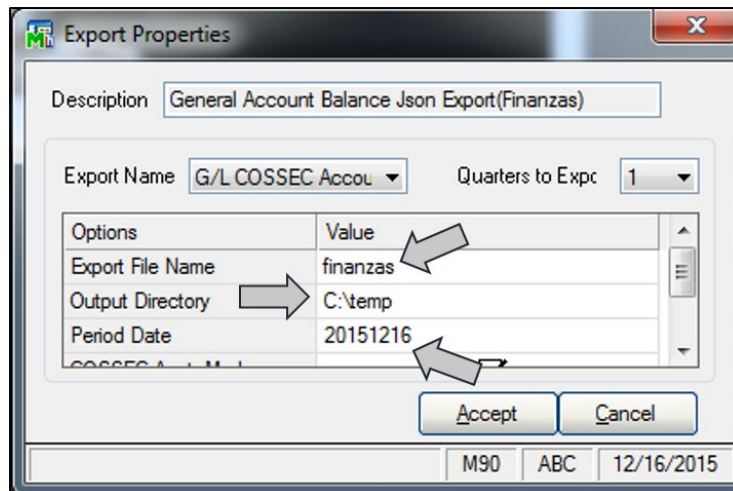 Export Properties
Description General Account Balance Json Export(Finanzas)
Export Name G/L COSSEC Accou Quarters to Expc 1
Options Value
Export File Name finanzas
Output Directory C:\temp
Period Date 20151216
Accept Cancel
M90 ABC 12/16/2015